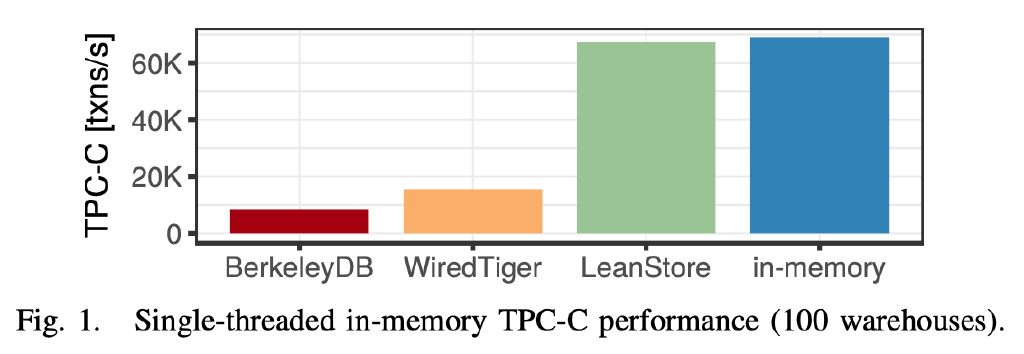 TPC-C [txns/s]
60K
40K
20K
0
BerkeleyDB WiredTiger LeanStore in-memory
Fig. 1. Single-threaded in-memory TPC-C performance (100 warehouses).